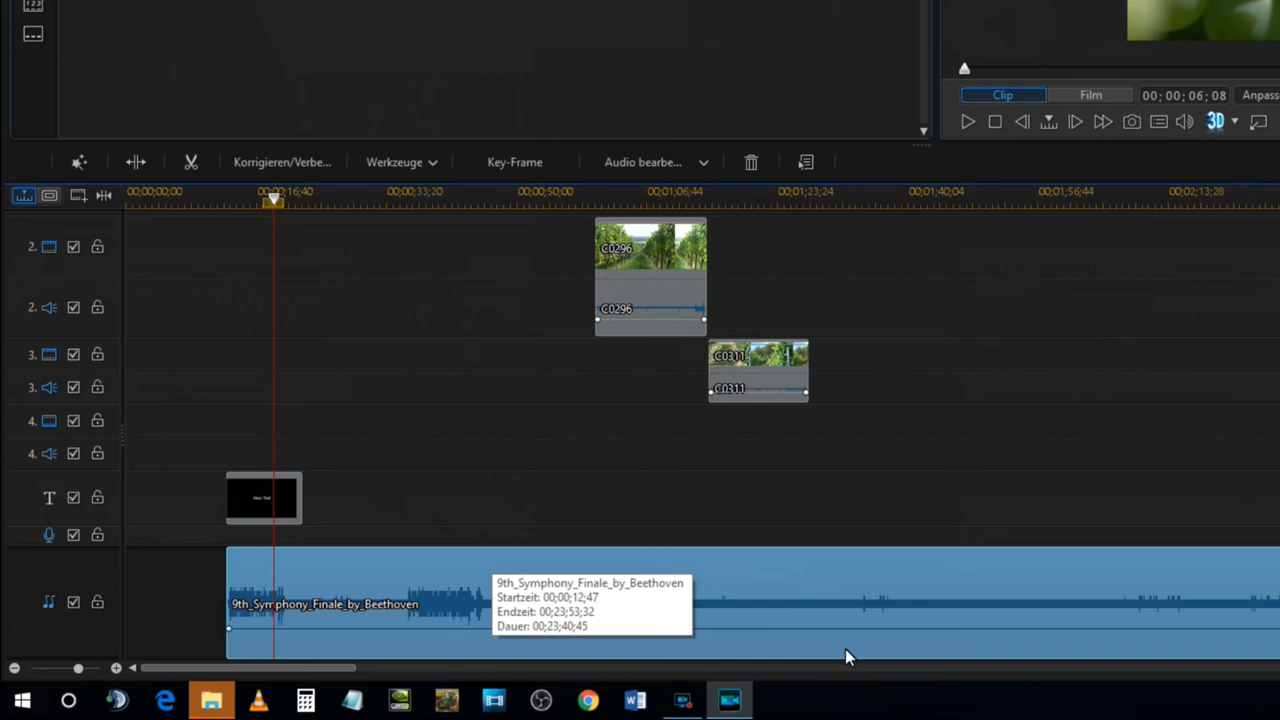 00; 00; 06; 08
Clip
Film
Anpass
3D
Korrigieren/Verbe...
Werkzeuge
Key-Frame
Audio bearbe...
00;00;00;00
00;00;16;40
00;00;33;20
00;00;50;00
00;01;06;44
00;01;23;24
00;01;40;04
00;01;56;44
00;02;13;28
2.
C0296
2.
C0296
3.
C0311
3.
C0311
4.
4.
T
9th_Symphony_Finale_by_Beethoven
9th_Symphony_Finale_by_Beethoven
Startzeit: 00;00;12;47
Endzeit: 00;23;53;32
Dauer: 00;23;40;45